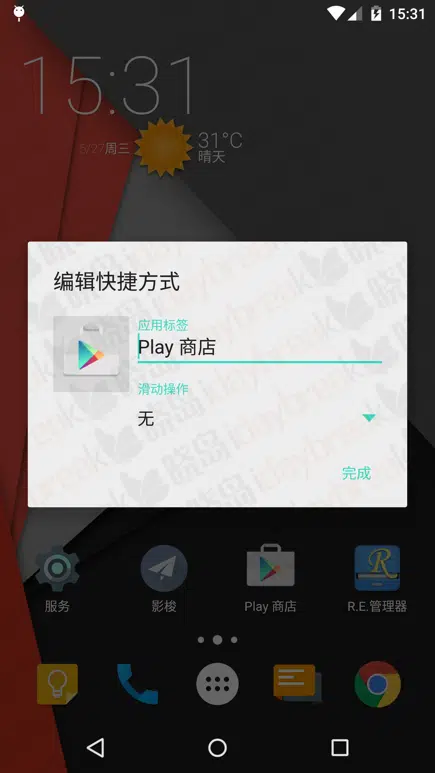 15:31
15:31
5/27周三
31°C
晴天
编辑快捷方式
应用标签
Play 商店
滑动操作
无
完成
服务
影梭
Play 商店
R.E.管理器